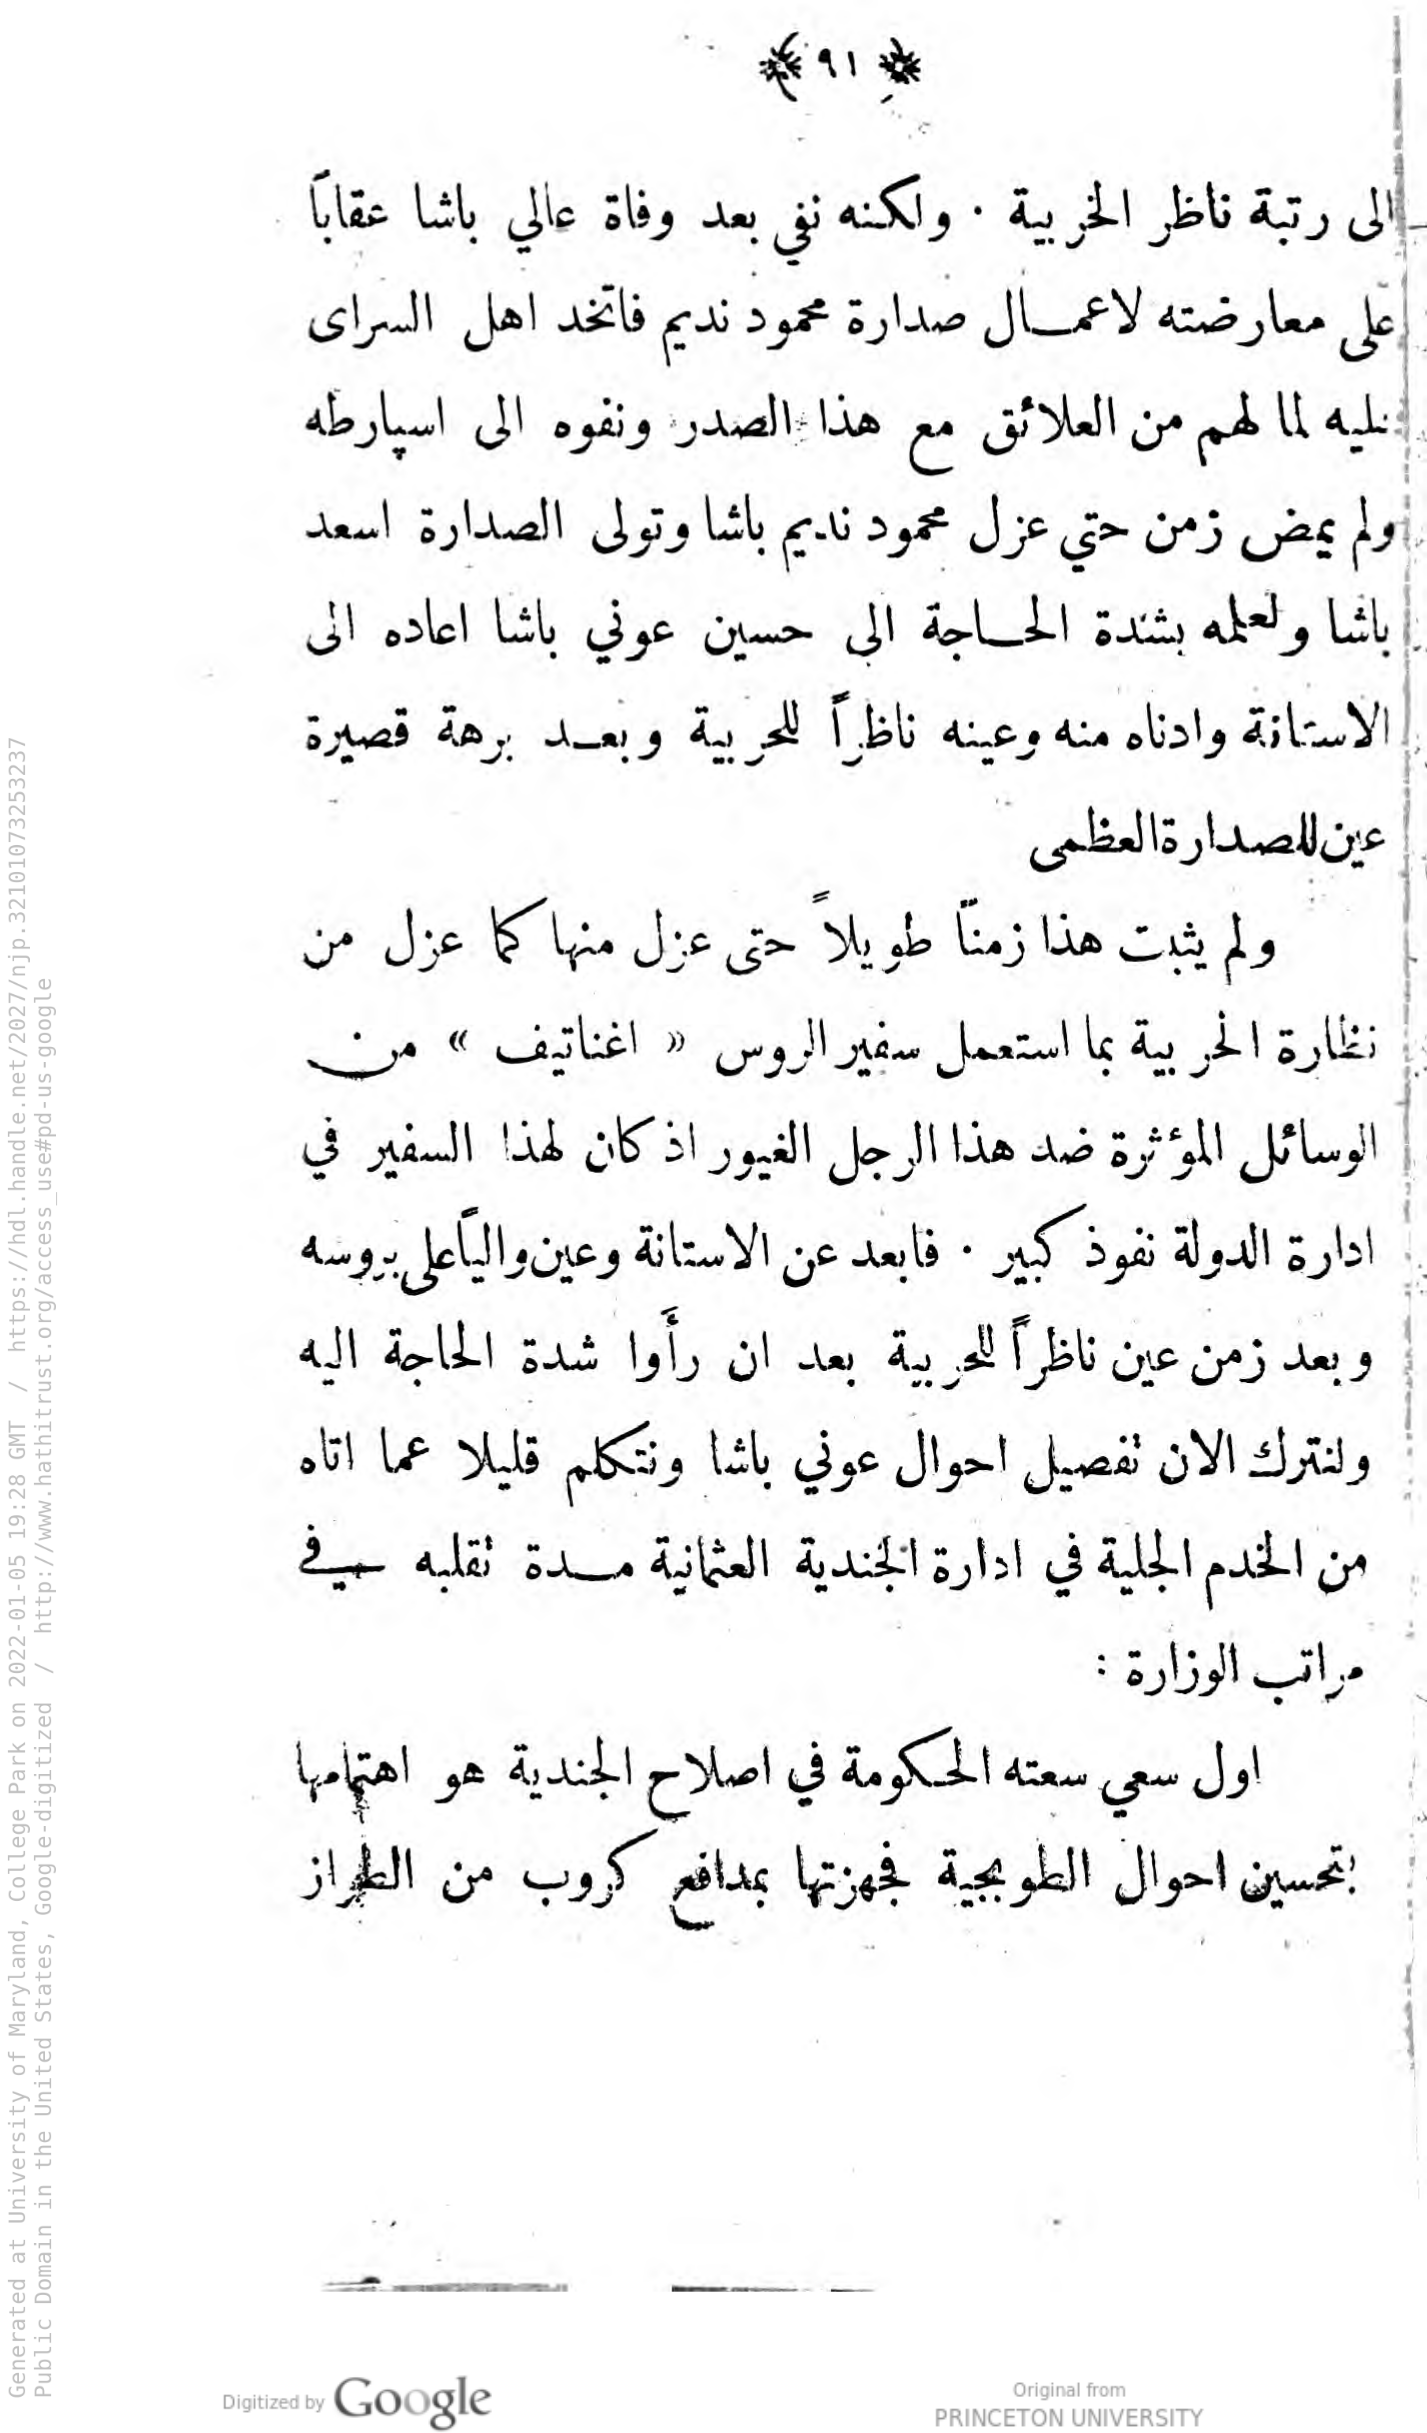 ﴿ ٩١ ﴾
الى رتبة ناظر الحربية ٠ ولكنه نفي بعد وفاة عالي باشا عقاباً
على معارضته لاعمــال صدارة محمود نديم فاتخد اهل السراى
لما لهم من العلائق مع هذا الصدر ونفوه الى اسپارطه
ولم يمض زمن حتي عزل محمود نديم باشا وتولى الصدارة اسعد
باشا ولعلمه بشدة الحــاجة الى حسين عوني باشا اعاده الى
الاستانة وادناه منه وعينه ناظراً للحربية وبعــد برهة قصيرة
عين للصدارة العظمى
ولم يثبت هذا زمناً طويلاً حتى عزل منها كما عزل من
نظارة الحربية بما استعمل سفير الروس « اغناتيف » من
الوسائل المؤثرة ضد هذا الرجل الغيور اذ كان لهذا السفير في
ادارة الدولة نفوذ كبير ٠ فابعد عن الاستانة وعين والياً على بروسه
وبعد زمن عين ناظراً للحربية بعد ان رأَوا شدة الحاجة اليه
ولنترك الان تفصيل احوال عوني باشا ونتكلم قليلا عما اتاه
من الخدم الجلية في ادارة الجندية العثمانية مــدة تقلبه في
مراتب الوزارة :
اول سعي سعته الحكومة في اصلاح الجندية هو اهتمامها
بتحسين احوال الطوبجية فجهزتها بمدافع كروب من الطراز
Digitized by Google
Original from
PRINCETON UNIVERSITY
Generated at University of Maryland, College Park on 2022-01-05 19:28 GMT / https://hdl.handle.net/2027/njp.32101073253237
Public Domain in the United States, Google-digitized / http://www.hathitrust.org/access_use#pd-us-google